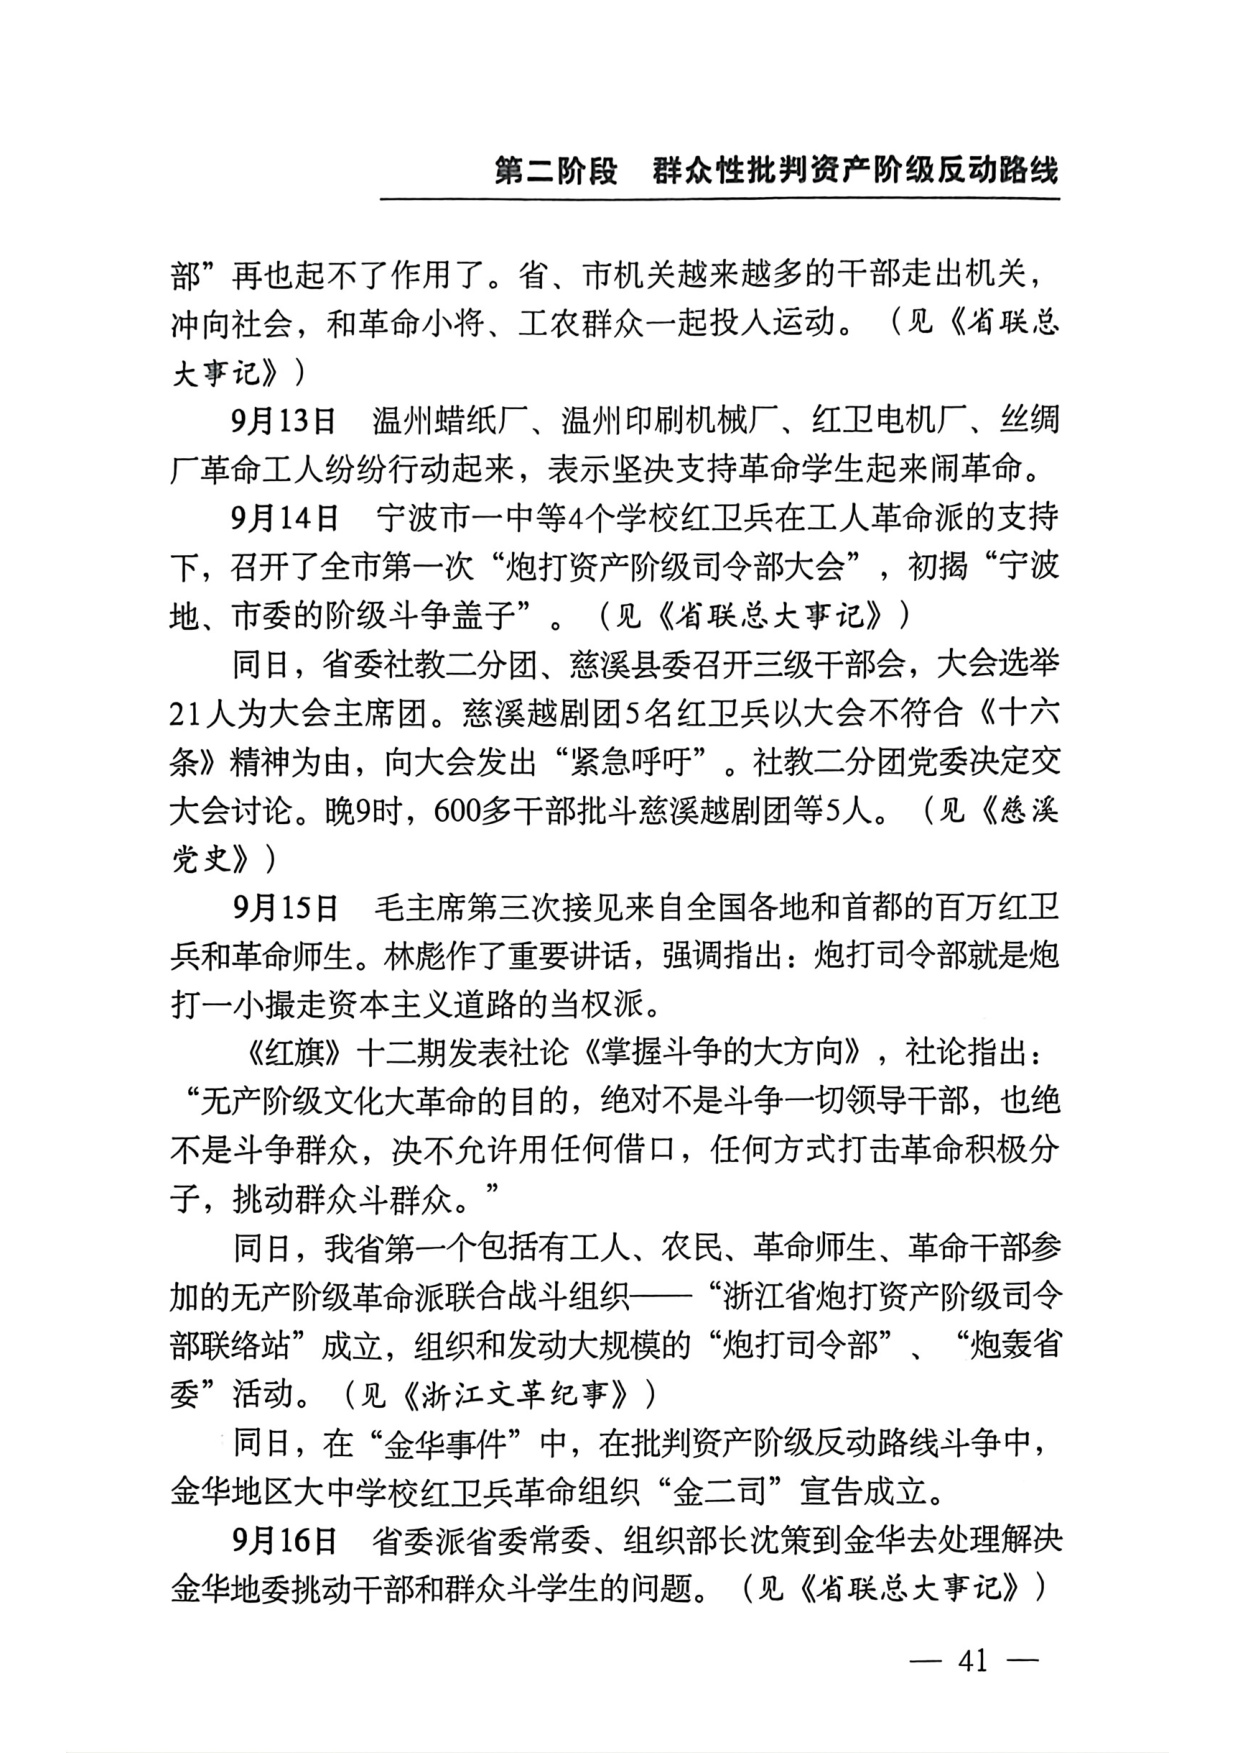 第二阶段　群众性批判资产阶级反动路线
部”再也起不了作用了。省、市机关越来越多的干部走出机关，
冲向社会，和革命小将、工农群众一起投入运动。（见《省联总
大事记》）
9月13日　温州蜡纸厂、温州印刷机械厂、红卫电机厂、丝绸
厂革命工人纷纷行动起来，表示坚决支持革命学生起来闹革命。
9月14日　宁波市一中等4个学校红卫兵在工人革命派的支持
下，召开了全市第一次“炮打资产阶级司令部大会”，初揭“宁波
地、市委的阶级斗争盖子”。（见《省联总大事记》）
同日，省委社教二分团、慈溪县委召开三级干部会，大会选举
21人为大会主席团。慈溪越剧团5名红卫兵以大会不符合《十六
条》精神为由，向大会发出“紧急呼吁”。社教二分团党委决定交
大会讨论。晚9时，600多干部批斗慈溪越剧团等5人。（见《慈溪
党史》）
9月15日　毛主席第三次接见来自全国各地和首都的百万红卫
兵和革命师生。林彪作了重要讲话，强调指出：炮打司令部就是炮
打一小撮走资本主义道路的当权派。
《红旗》十二期发表社论《掌握斗争的大方向》，社论指出：
“无产阶级文化大革命的目的，绝对不是斗争一切领导干部，也绝
不是斗争群众，决不允许用任何借口，任何方式打击革命积极分
子，挑动群众斗群众。”
同日，我省第一个包括有工人、农民、革命师生、革命干部参
加的无产阶级革命派联合战斗组织——“浙江省炮打资产阶级司令
部联络站”成立，组织和发动大规模的“炮打司令部”、“炮轰省
委”活动。（见《浙江文革纪事》）
同日，在“金华事件”中，在批判资产阶级反动路线斗争中，
金华地区大中学校红卫兵革命组织“金二司”宣告成立。
9月16日　省委派省委常委、组织部长沈策到金华去处理解决
金华地委挑动干部和群众斗学生的问题。（见《省联总大事记》）
— 41 —